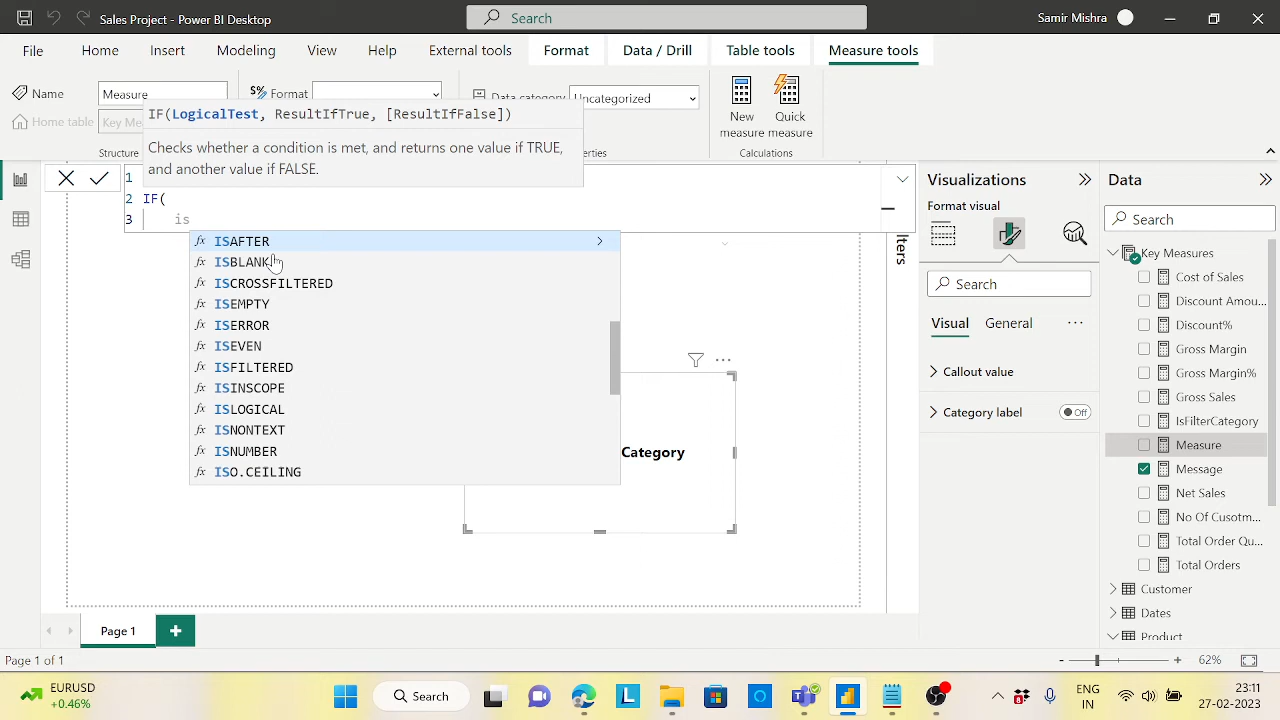 Sales Project - Power BI Desktop
Search
Samir Mishra
File
Home
Insert
Modeling
View
Help
External tools
Format
Data / Drill
Table tools
Measure tools
Name
Measure
Format
Data category
Uncategorized
New measure
Quick measure
Home table
Key Me
Structure
Calculations
IF(LogicalTest, ResultIfTrue, [ResultIfFalse])
Checks whether a condition is met, and returns one value if TRUE,
and another value if FALSE.
1
2 IF(
3 is
ISAFTER
ISBLANK
ISCROSSFILTERED
ISEMPTY
ISERROR
ISEVEN
ISFILTERED
ISINSCOPE
ISLOGICAL
ISNONTEXT
ISNUMBER
ISO.CEILING
Category
Visualizations
Format visual
Search
Visual
General
Callout value
Category label
Off
Data
Search
Key Measures
Cost of Sales
Discount Amou...
Discount%
Gross Margin
Gross Margin%
Gross Sales
IsFilterCategory
Measure
Message
Net Sales
No Of Cusotm...
Total Order Qu...
Total Orders
Customer
Dates
Product
Page 1
Page 1 of 1
62%
EURUSD
+0.46%
Search
ENG
IN
23:11
27-02-2023